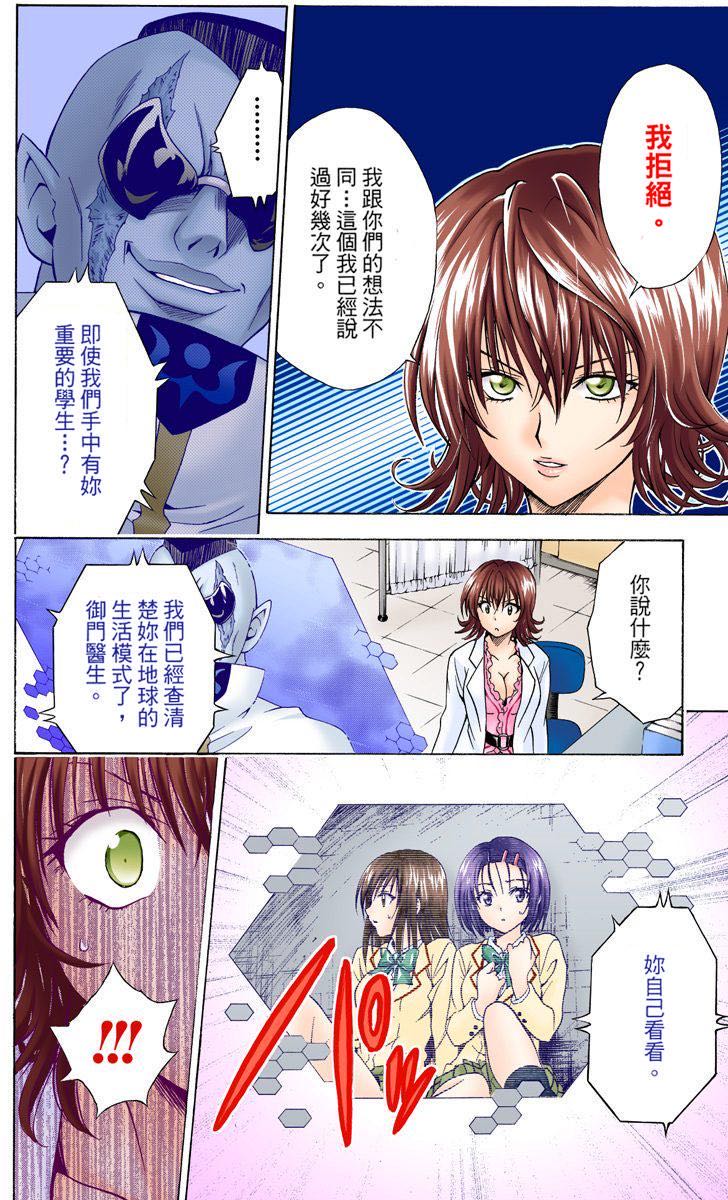 我拒絕。
我跟你們的想法不
同…這個我已經說
過好幾次了。
………
即使我們手中有妳
重要的學生…？
你說什麼？
我們已經查清
楚妳在地球的
生活模式了，
御門醫生。
妳自己看看。
パッ
!!!